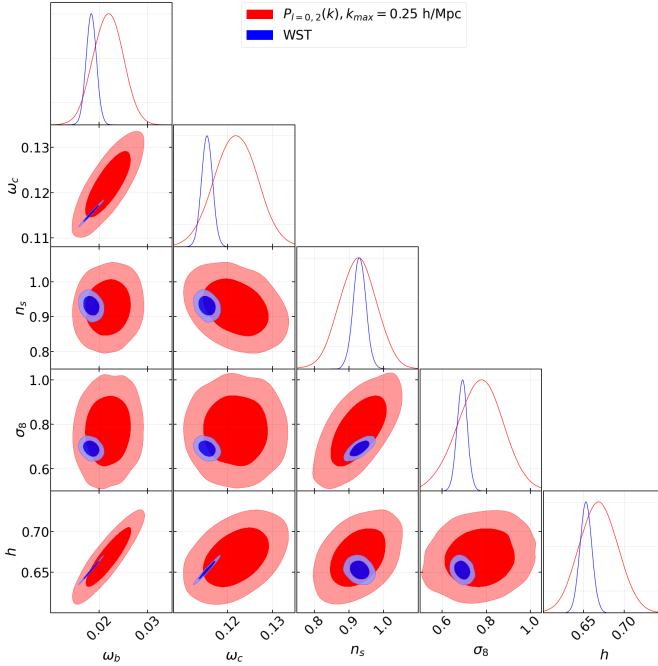 P_{l=0,2}(k), k_{max} = 0.25 h/Mpc
WST
ω_c
0.13
0.12
0.11
n_s
1.0
0.9
0.8
σ_8
1.0
0.8
0.6
h
0.70
0.65
0.02 0.03
0.12 0.13
0.8 0.9 1.0
0.6 0.8 1.0
0.65 0.70
ω_b ω_c n_s σ_8 h